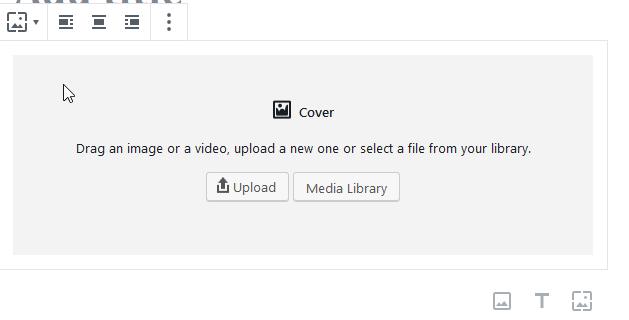 Cover
Drag an image or a video, upload a new one or select a file from your library.
Upload
Media Library